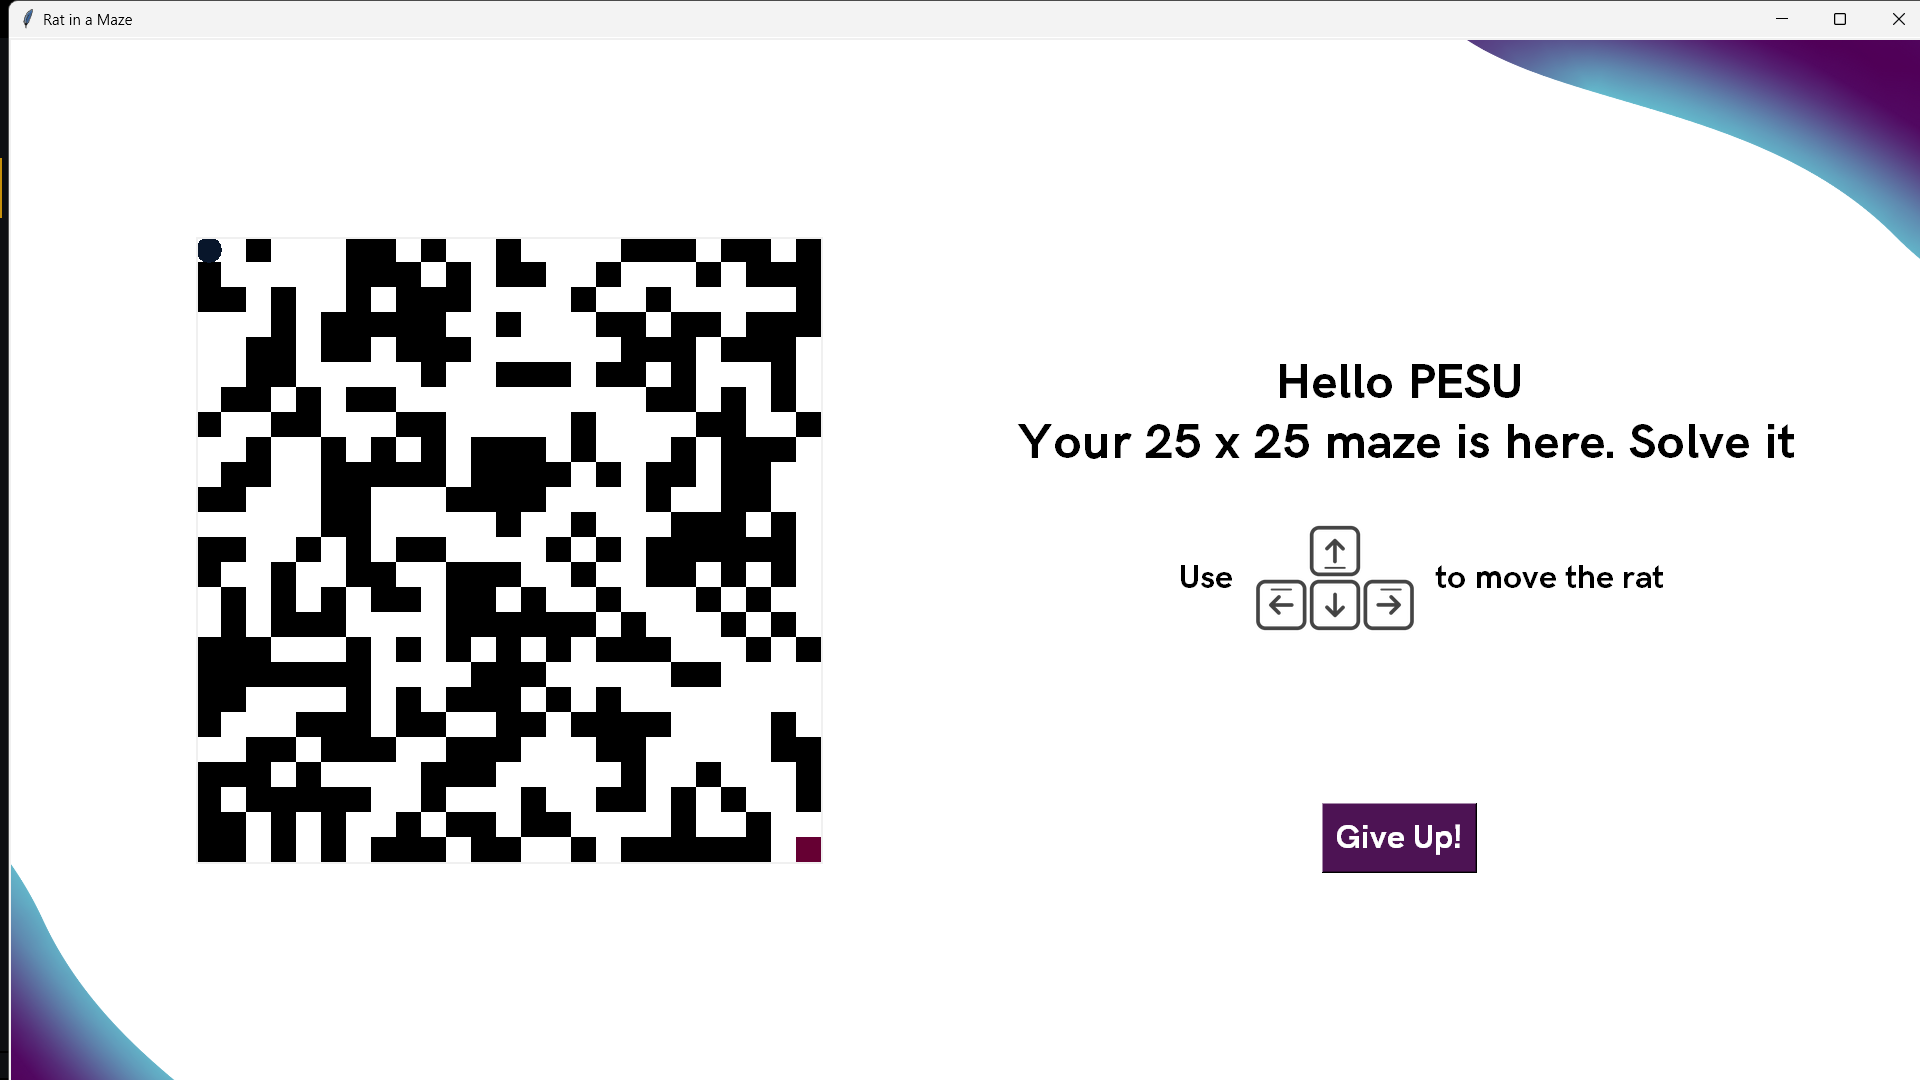 Rat in a Maze
Hello PESU
Your 25 x 25 maze is here. Solve it
Use to move the rat
Give Up!